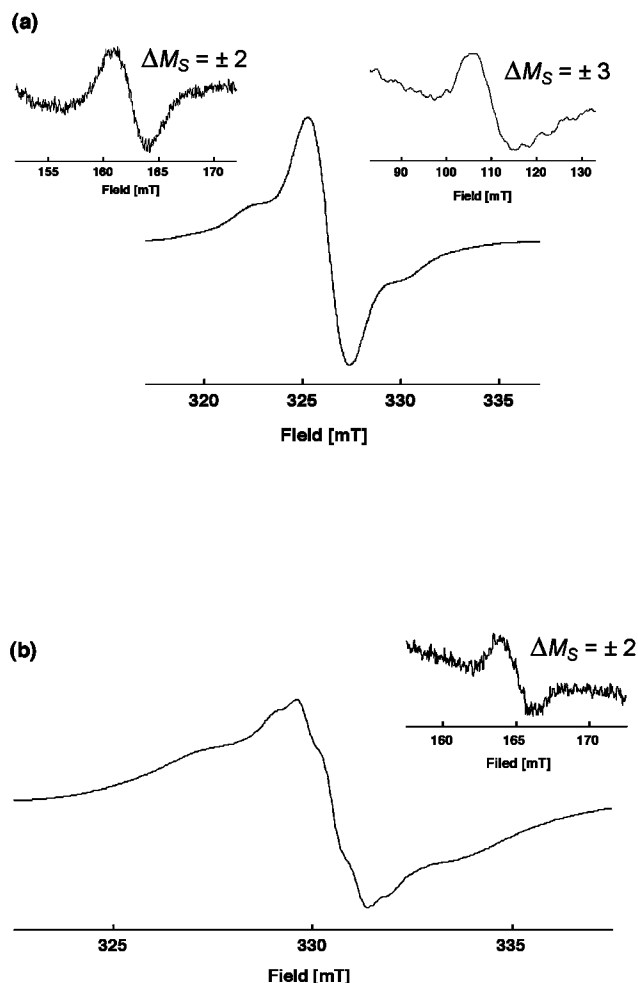 (a)
ΔMS = ± 2
155 160 165 170
Field [mT]
ΔMS = ± 3
90 100 110 120 130
Field [mT]
320 325 330 335
Field [mT]
(b)
ΔMS = ± 2
160 165 170
Filed [mT]
325 330 335
Field [mT]